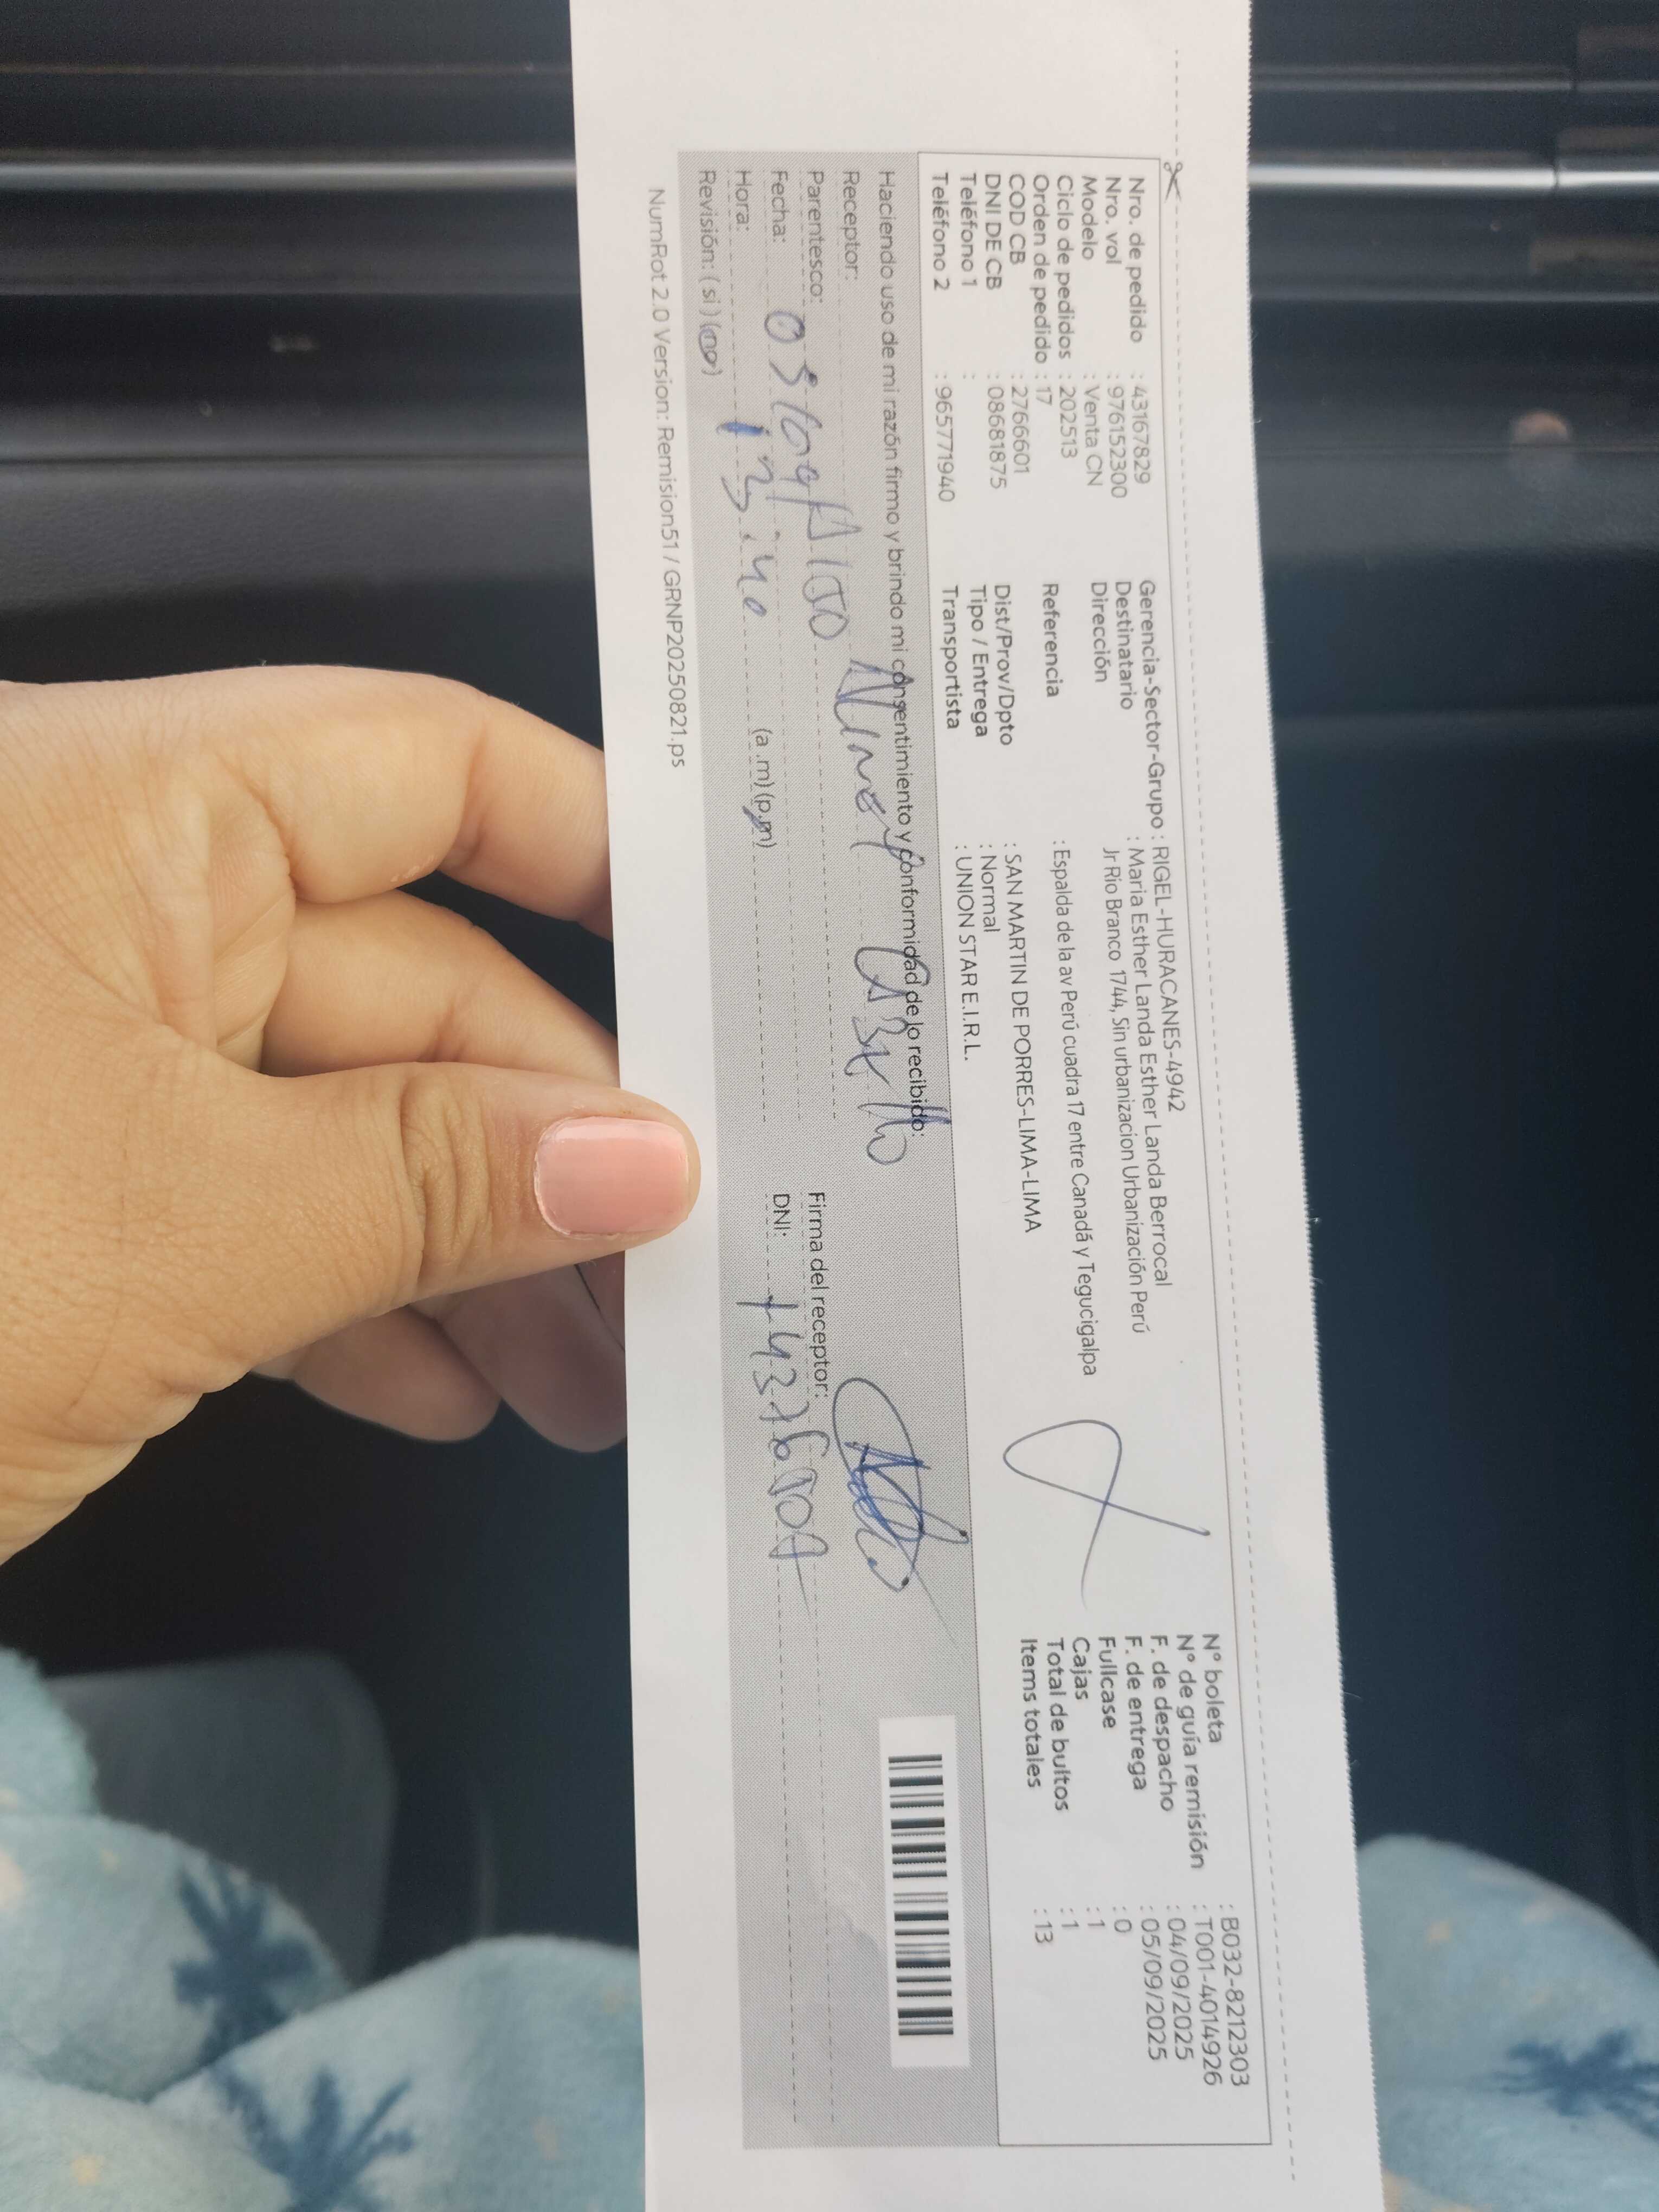 Nro. de pedido : 43167829
Nro. vol : 976152300
Modelo : Venta CN
Ciclo de pedidos : 202513
Orden de pedido : 17
COD CB : 2766601
DNI DE CB : 08681875
Teléfono 1 :
Teléfono 2 : 965771940
Gerencia-Sector-Grupo : RIGEL-HURACANES-4942
Destinatario : Maria Esther Landa Esther Landa Berrocal
Dirección Jr Rio Branco 1744, Sin urbanizacion Urbanización Perú
Referencia : Espalda de la av Perú cuadra 17 entre Canadá y Tegucigalpa
Dist/Prov/Dpto : SAN MARTIN DE PORRES-LIMA-LIMA
Tipo / Entrega : Normal
Transportista : UNION STAR E.I.R.L.
N° boleta : B032-8212303
N° de guía remisión : T001-4014926
F. de despacho : 04/09/2025
F. de entrega : 05/09/2025
Fullcase : 0
Cajas : 1
Total de bultos : 1
Items totales : 13
Haciendo uso de mi razón firmo y brindo mi consentimiento y conformidad de lo recibido:
Receptor:
Parentesco:
Fecha:
Hora: (a .m) (p.m)
Revisión: ( si ) (no)
Firma del receptor:
DNI:
NumRot 2.0 Version: Remision51 / GRNP20250821.ps